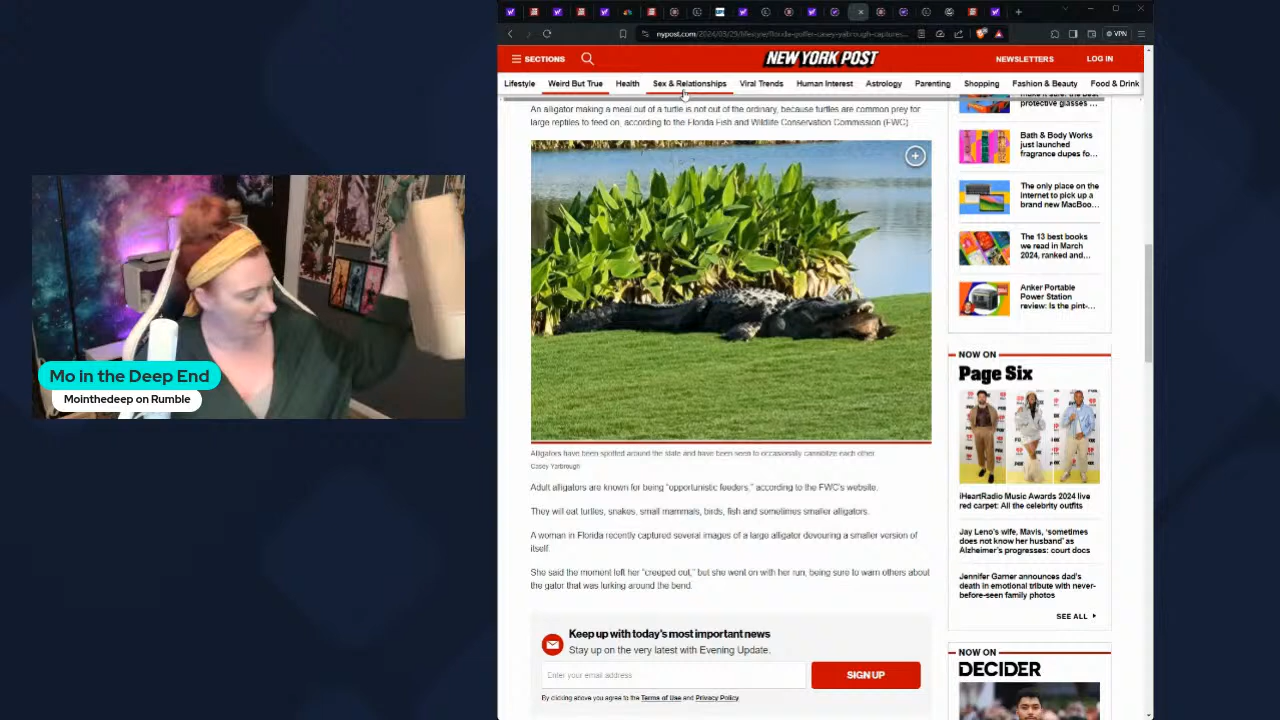 nypost.com/2024/03/29/lifestyle/florida-golfer-casey-yabrough-captures...
VPN
SECTIONS
NEW YORK POST
NEWSLETTERS
LOG IN
Lifestyle
Weird But True
Health
Sex & Relationships
Viral Trends
Human Interest
Astrology
Parenting
Shopping
Fashion & Beauty
Food & Drink
An alligator making a meal out of a turtle is not out of the ordinary, because turtles are common prey for
large reptiles to feed on, according to the Florida Fish and Wildlife Conservation Commission (FWC)
Alligators have been spotted around the state and have been seen to occasionally cannibalize each other
Casey Yarbrough
Adult alligators are known for being "opportunistic feeders," according to the FWC's website.
They will eat turtles, snakes, small mammals, birds, fish and sometimes smaller alligators.
A woman in Florida recently captured several images of a large alligator devouring a smaller version of
itself.
She said the moment left her "creeped out," but she went on with her run, being sure to warn others about
the gator that was lurking around the bend.
Keep up with today's most important news
Stay up on the very latest with Evening Update.
Enter your email address
SIGN UP
By clicking above you agree to the Terms of Use and Privacy Policy.
protective glasses ...
Bath & Body Works
just launched
fragrance dupes fo...
The only place on the
internet to pick up a
brand new MacBoo...
The 13 best books
we read in March
2024, ranked and...
Anker Portable
Power Station
review: Is the pint-...
NOW ON
Page Six
iHeartRadio Music Awards 2024 live
red carpet: All the celebrity outfits
Jay Leno's wife, Mavis, 'sometimes
does not know her husband' as
Alzheimer's progresses: court docs
Jennifer Garner announces dad's
death in emotional tribute with never-
before-seen family photos
SEE ALL
NOW ON
DECIDER
Mo in the Deep End
Mointhedeep on Rumble